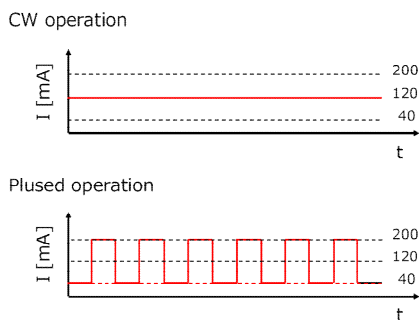 CW operation
200
120
40
I [mA]
t
Plused operation
200
120
40
I [mA]
t